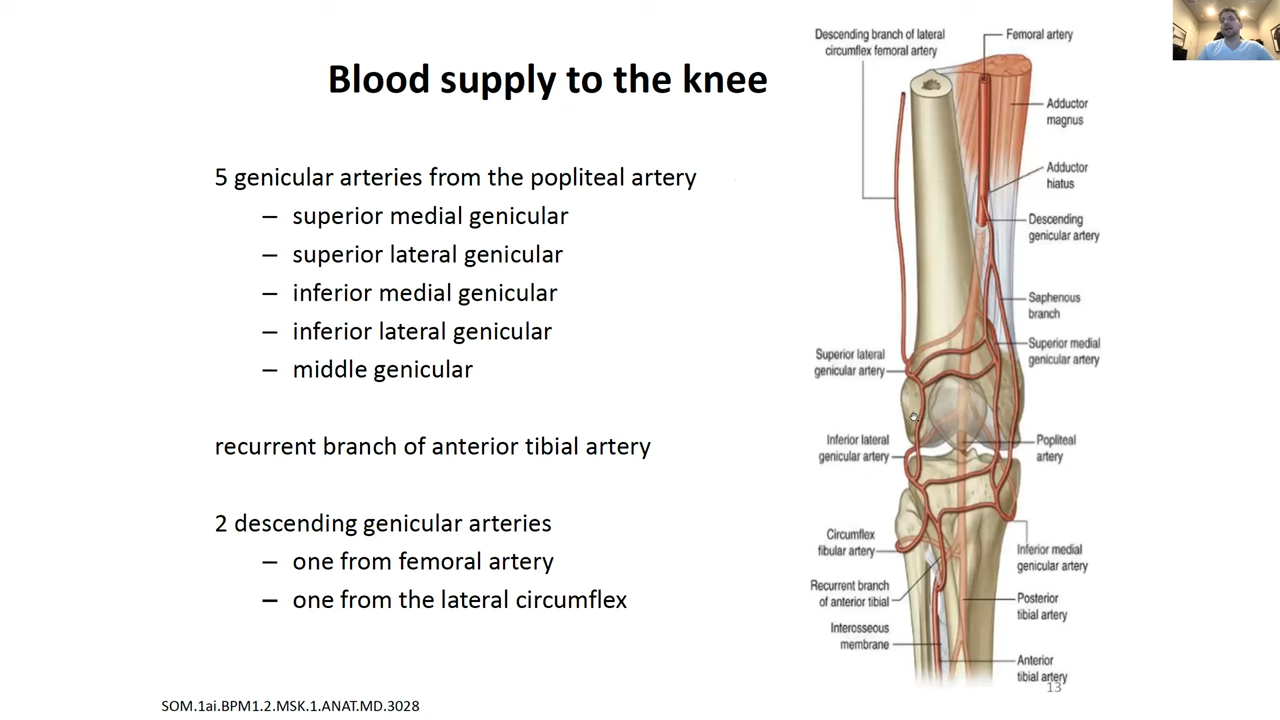 Blood supply to the knee
5 genicular arteries from the popliteal artery
– superior medial genicular
– superior lateral genicular
– inferior medial genicular
– inferior lateral genicular
– middle genicular
recurrent branch of anterior tibial artery
2 descending genicular arteries
– one from femoral artery
– one from the lateral circumflex
SOM.1ai.BPM1.2.MSK.1.ANAT.MD.3028
Descending branch of lateral
circumflex femoral artery
Femoral artery
Adductor
magnus
Adductor
hiatus
Descending
genicular artery
Saphenous
branch
Superior medial
genicular artery
Superior lateral
genicular artery
Inferior lateral
genicular artery
Popliteal
artery
Circumflex
fibular artery
Inferior medial
genicular artery
Recurrent branch
of anterior tibial
Posterior
tibial artery
Interosseous
membrane
Anterior
tibial artery
13